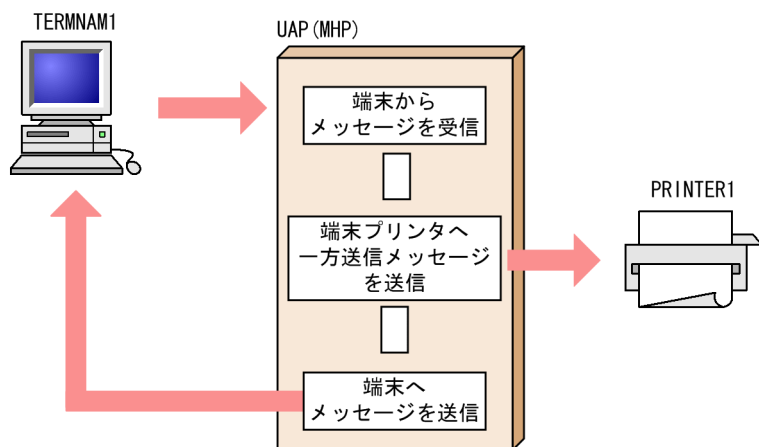 TERMNAM1
UAP(MHP)
端末から
メッセージを受信
端末プリンタへ
一方送信メッセージ
を送信
PRINTER1
端末へ
メッセージを送信